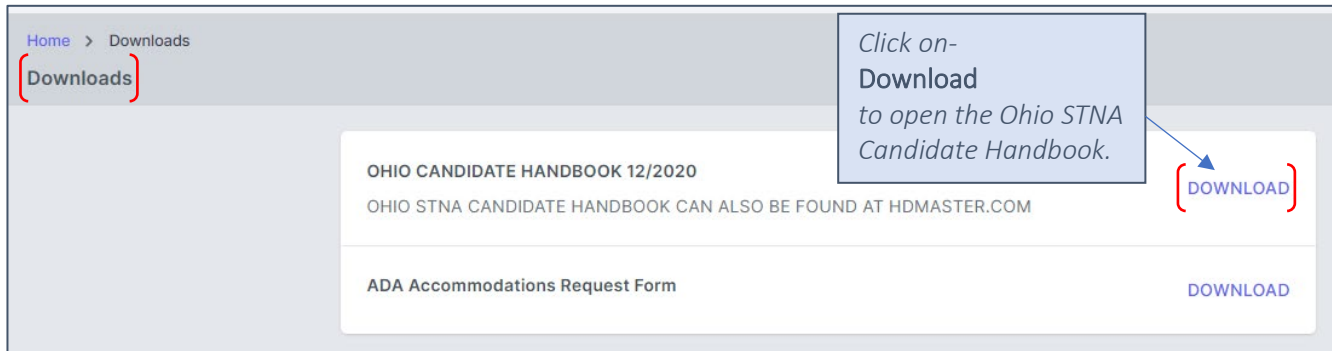 Home > Downloads
Downloads
Click on-
Download
to open the Ohio STNA
Candidate Handbook.
OHIO CANDIDATE HANDBOOK 12/2020
DOWNLOAD
OHIO STNA CANDIDATE HANDBOOK CAN ALSO BE FOUND AT HDMASTER.COM
ADA Accommodations Request Form
DOWNLOAD